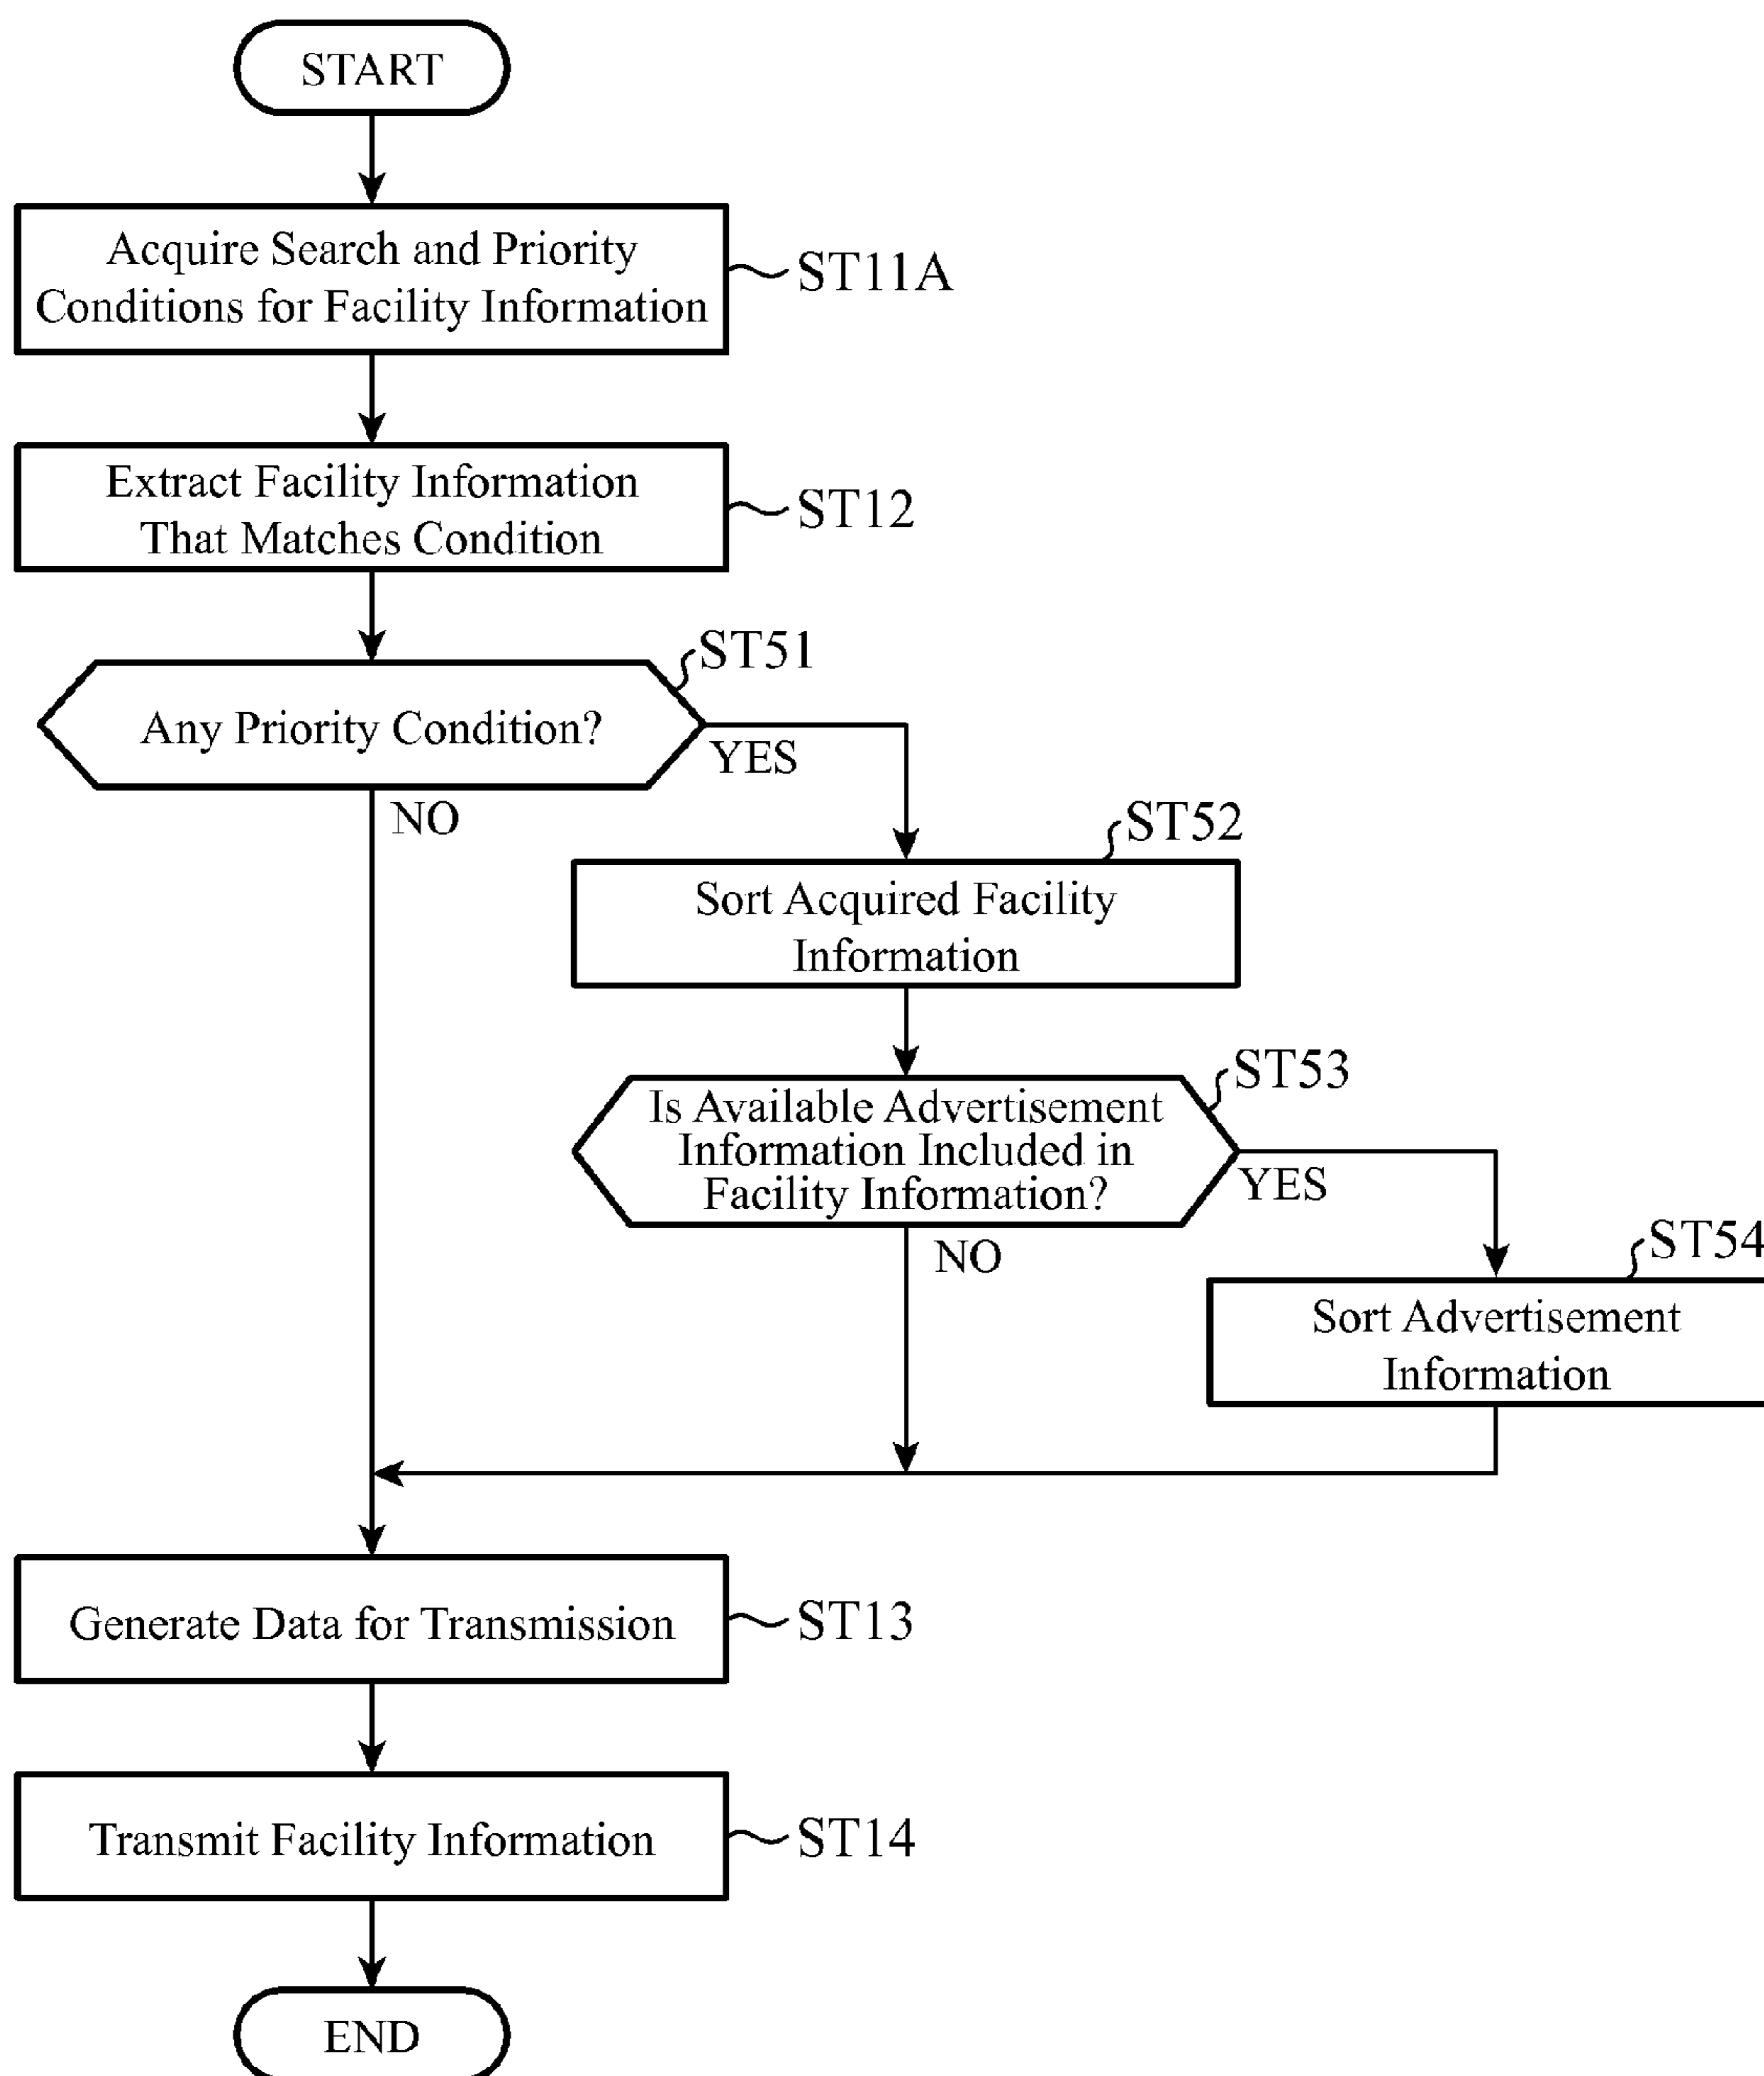 START
Acquire Search and Priority
Conditions for Facility Information
ST11A
Extract Facility Information
That Matches Condition
ST12
ST51
Any Priority Condition?
YES
NO
ST52
Sort Acquired Facility
Information
ST53
Is Available Advertisement
Information Included in
Facility Information?
YES
NO
ST54
Sort Advertisement
Information
Generate Data for Transmission
ST13
Transmit Facility Information
ST14
END